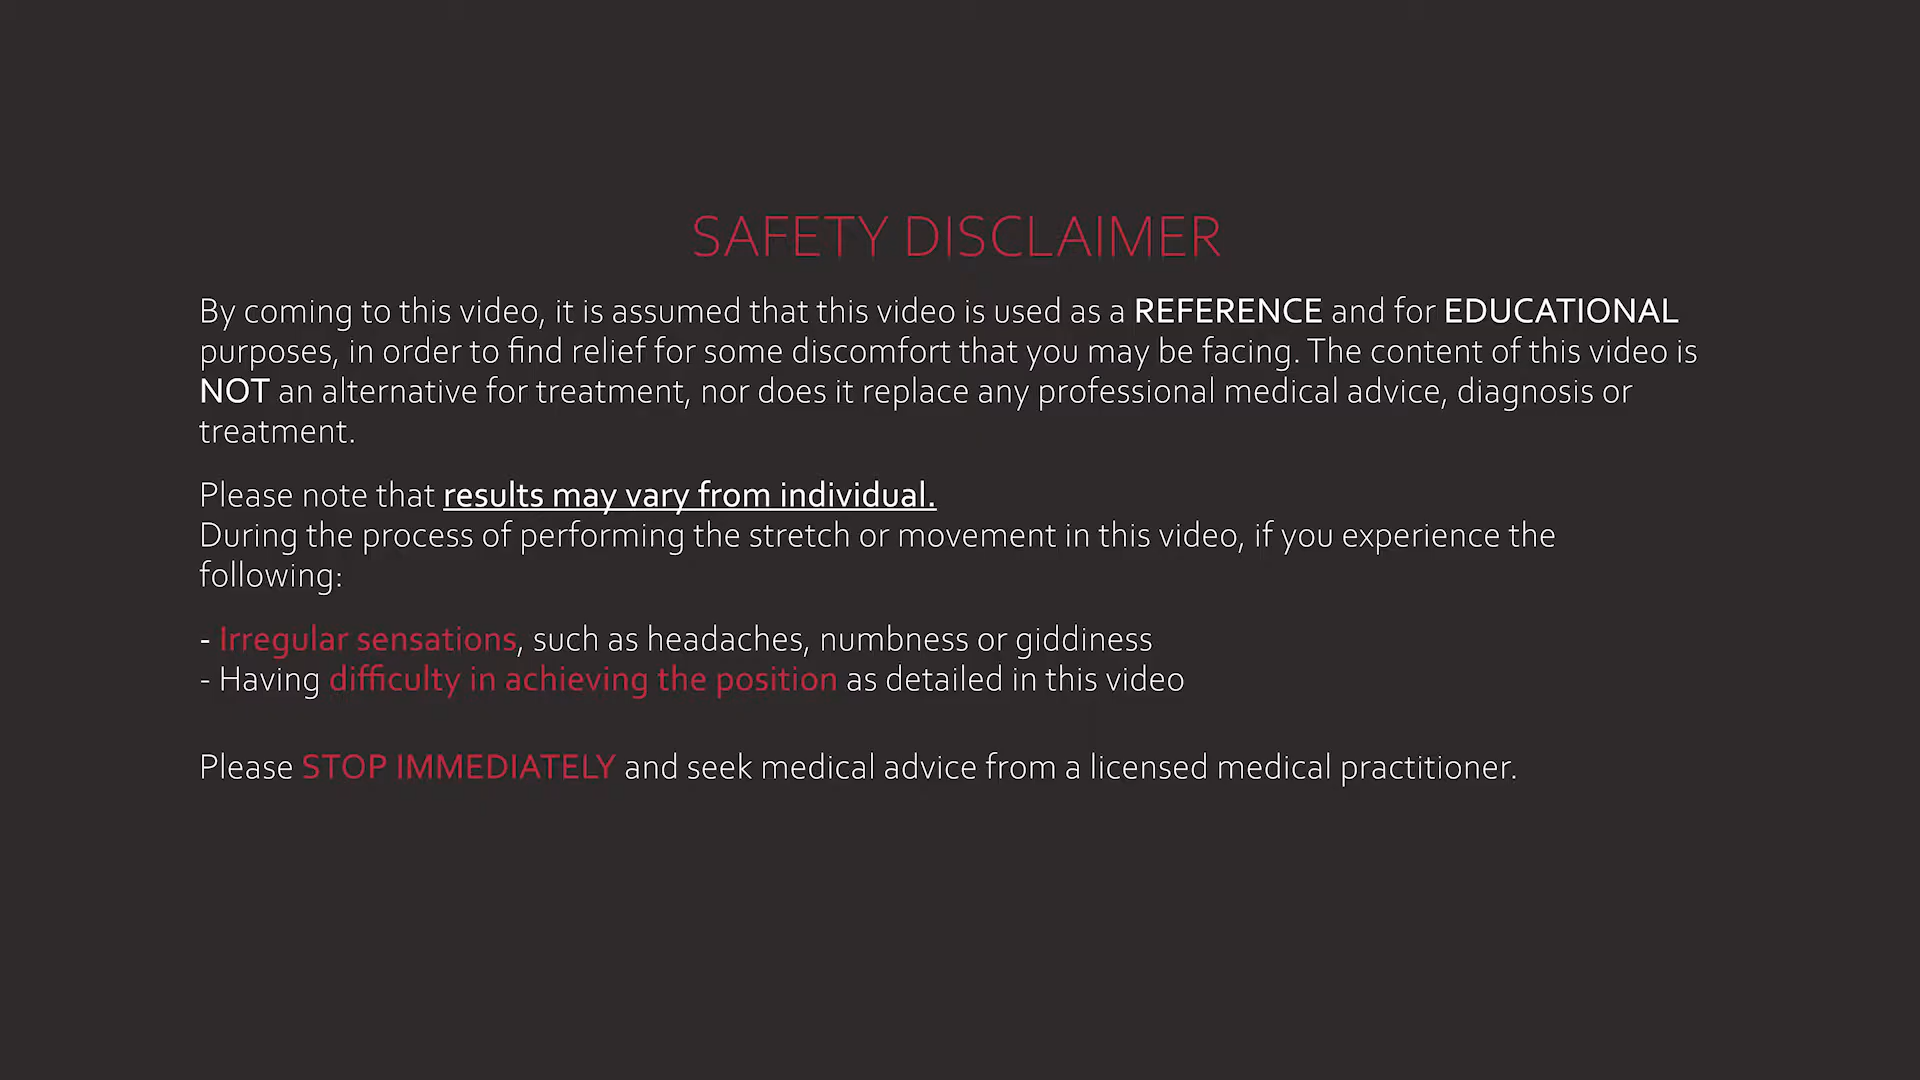 SAFETY DISCLAIMER
By coming to this video, it is assumed that this video is used as a REFERENCE and for EDUCATIONAL
purposes, in order to find relief for some discomfort that you may be facing. The content of this video is
NOT an alternative for treatment, nor does it replace any professional medical advice, diagnosis or
treatment.
Please note that results may vary from individual.
During the process of performing the stretch or movement in this video, if you experience the
following:
- Irregular sensations, such as headaches, numbness or giddiness
- Having difficulty in achieving the position as detailed in this video
Please STOP IMMEDIATELY and seek medical advice from a licensed medical practitioner.